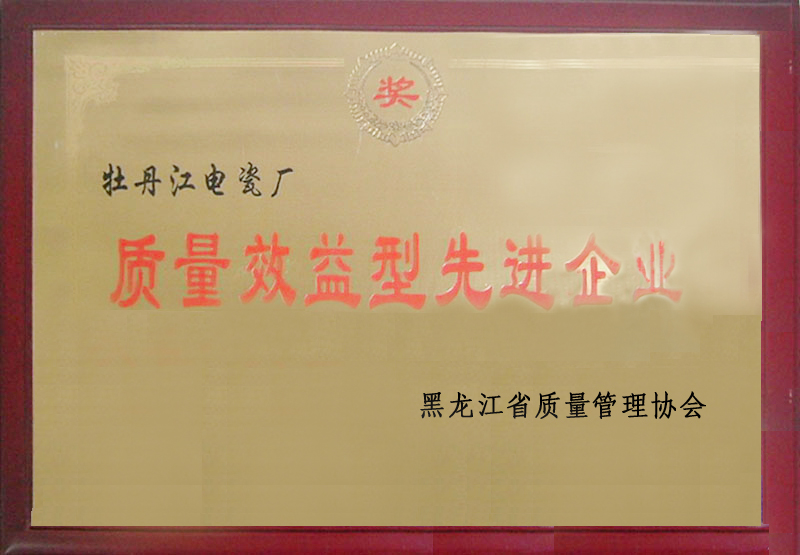 奖
牡丹江电瓷厂
质量效益型先进企业
黑龙江省质量管理协会